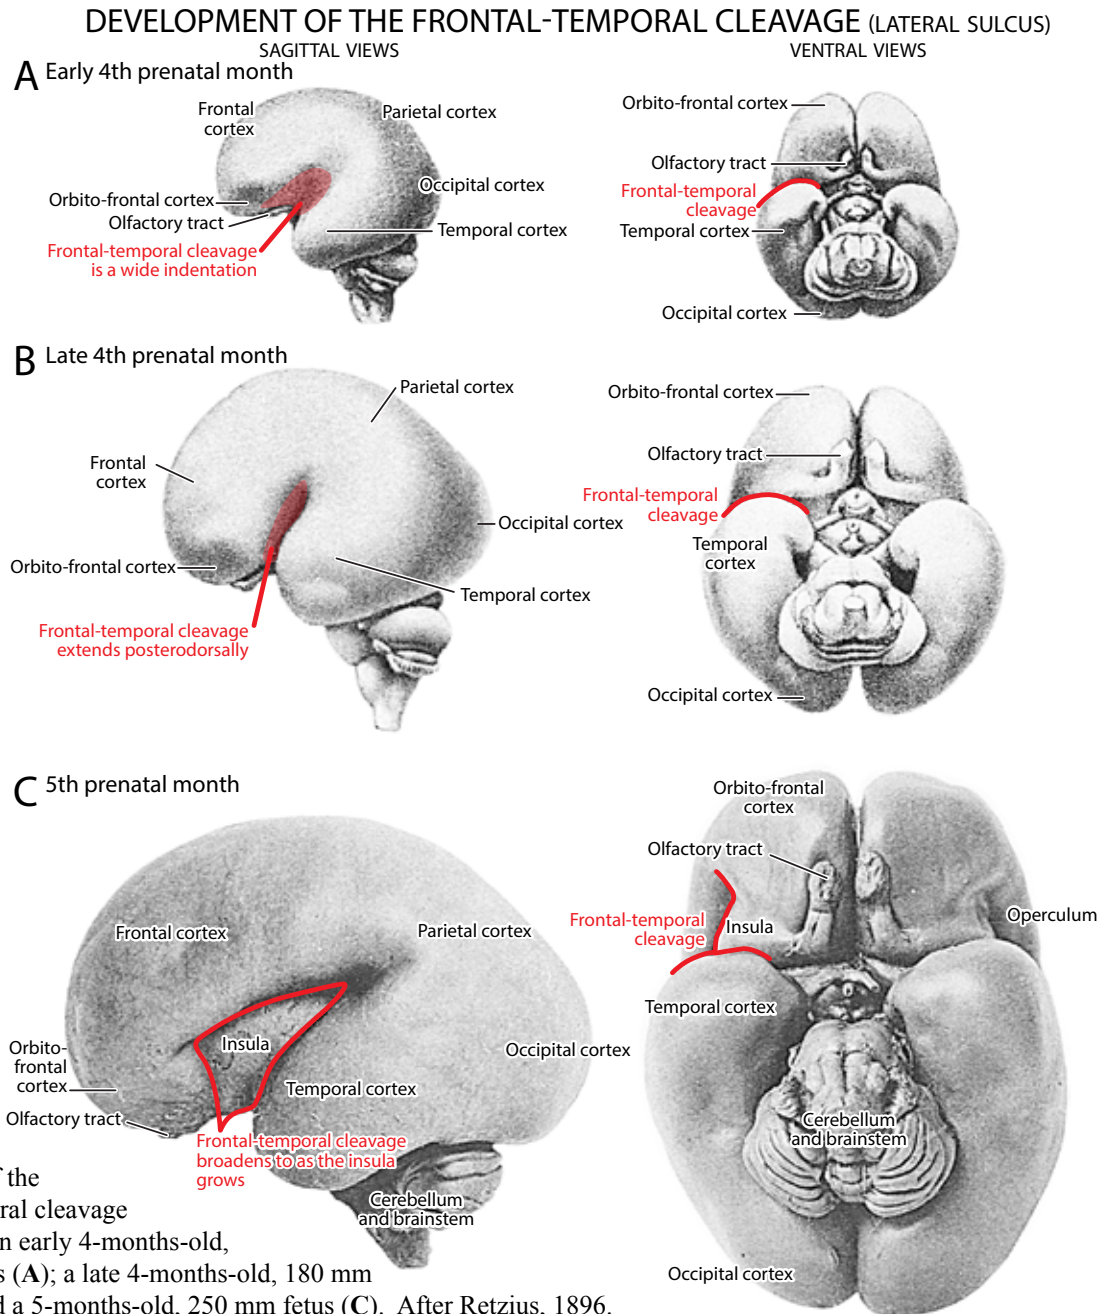 DEVELOPMENT OF THE FRONTAL-TEMPORAL CLEAVAGE (LATERAL SULCUS)
SAGITTAL VIEWS
VENTRAL VIEWS
A Early 4th prenatal month
Frontal
cortex
Parietal cortex
Occipital cortex
Orbito-frontal cortex
Olfactory tract
Temporal cortex
Frontal-temporal cleavage
is a wide indentation
Orbito-frontal cortex
Olfactory tract
Frontal-temporal
cleavage
Temporal cortex
Occipital cortex
B Late 4th prenatal month
Parietal cortex
Frontal
cortex
Occipital cortex
Orbito-frontal cortex
Temporal cortex
Frontal-temporal cleavage
extends posterodorsally
Orbito-frontal cortex
Olfactory tract
Frontal-temporal
cleavage
Temporal
cortex
Occipital cortex
C 5th prenatal month
Frontal cortex
Parietal cortex
Insula
Orbito-
frontal
cortex
Occipital cortex
Temporal cortex
Olfactory tract
Frontal-temporal cleavage
broadens to as the insula
grows
Cerebellum
and brainstem
Orbito-frontal
cortex
Olfactory tract
Frontal-temporal
cleavage
Insula
Operculum
Temporal cortex
Cerebellum
and brainstem
Occipital cortex
the
cleavage
early 4-months-old,
(A); a late 4-months-old, 180 mm
a 5-months-old, 250 mm fetus (C). After Retzius, 1896.